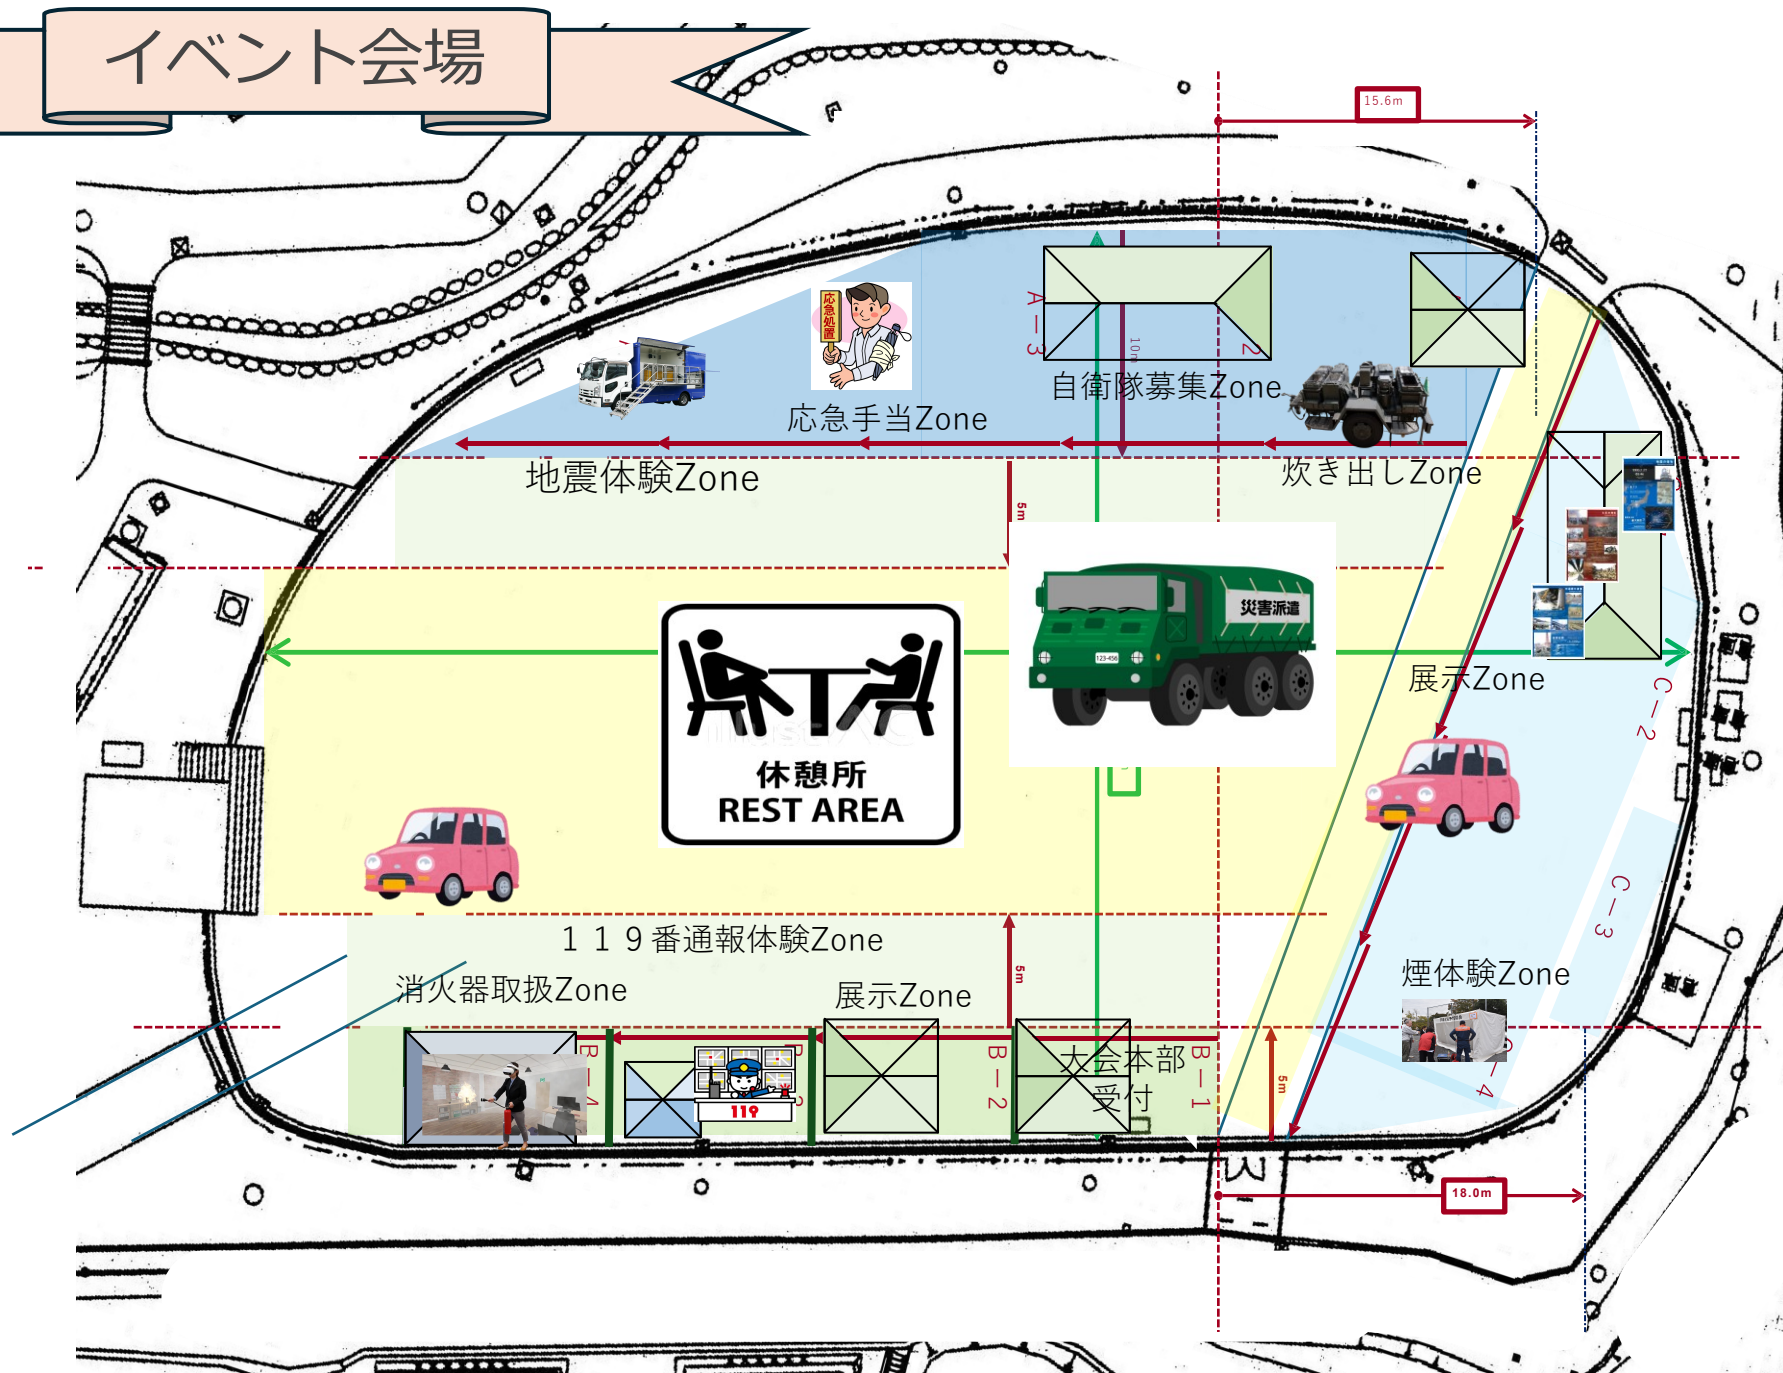 イベント会場
15.6m
応急処置
A－3
10m
2
自衛隊募集Zone
応急手当Zone
地震体験Zone
炊き出しZone
5m
災害派遣
123-456
休憩所
REST AREA
展示Zone
C－2
C－3
１１９番通報体験Zone
5m
消火器取扱Zone
展示Zone
煙体験Zone
大会本部
受付
B－4
B－2
B－1
119
5m
－4
18.0m